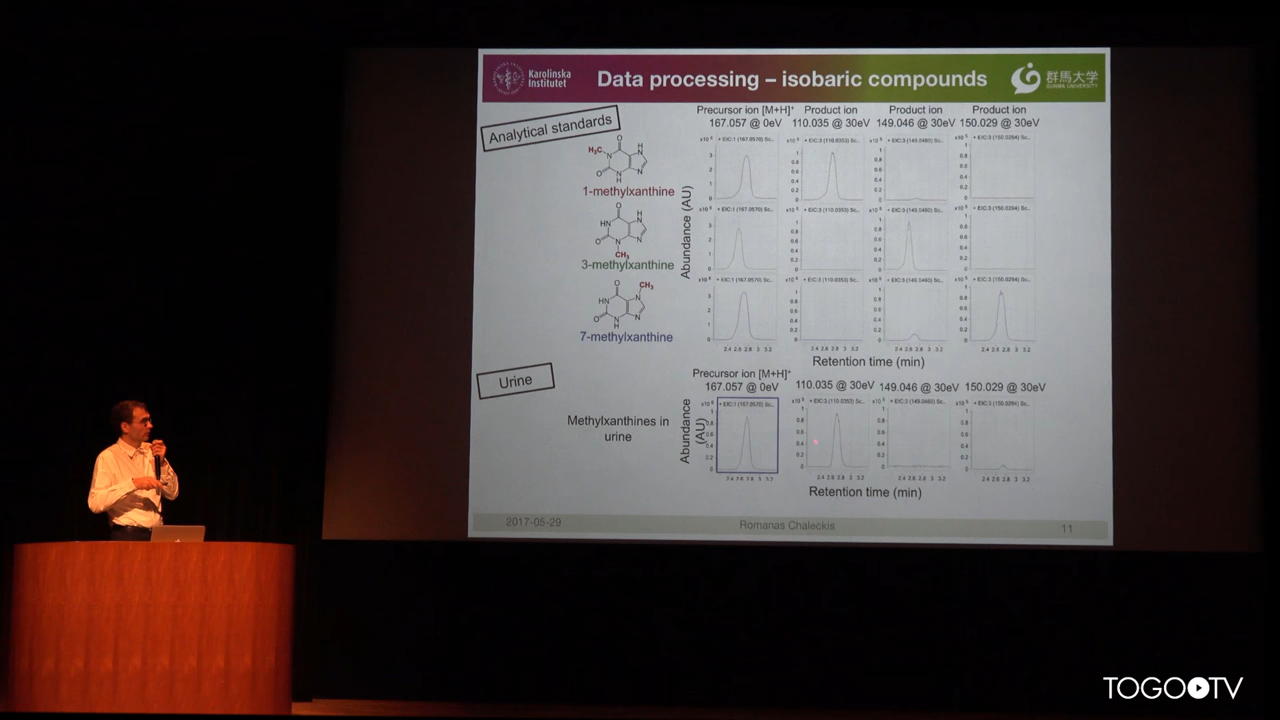 Karolinska
Institutet
Data processing – isobaric compounds
群馬大学
GUNMA UNIVERSITY
Analytical standards
Precursor ion [M+H]+
167.057 @ 0eV
Product ion
110.035 @ 30eV
Product ion
149.046 @ 30eV
Product ion
150.029 @ 30eV
1-methylxanthine
3-methylxanthine
7-methylxanthine
Abundance (AU)
Retention time (min)
Urine
Precursor ion [M+H]+
167.057 @ 0eV
110.035 @ 30eV
149.046 @ 30eV
150.029 @ 30eV
Methylxanthines in
urine
Abundance
(AU)
Retention time (min)
2017-05-29
Romanas Chaleckis
11
TOGOTV